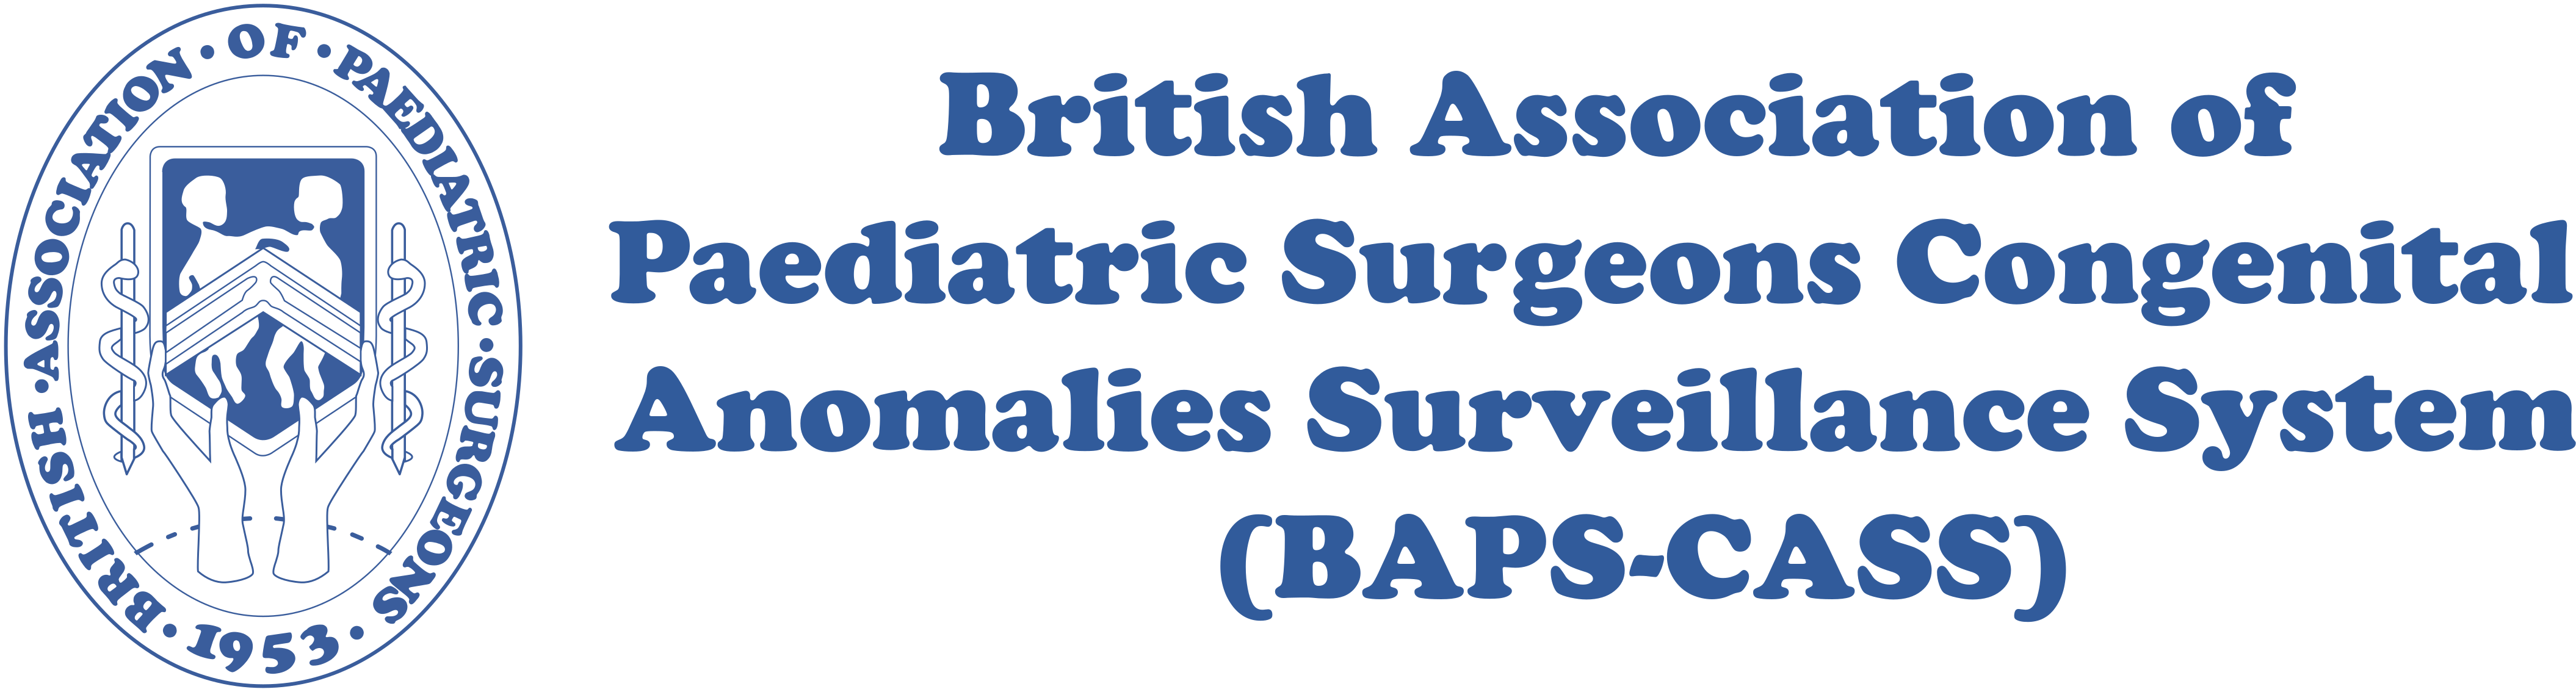 BRITISH · ASSOCIATION · OF · PAEDIATRIC · SURGEONS
· 1953 ·
British Association of
Paediatric Surgeons Congenital
Anomalies Surveillance System
(BAPS-CASS)